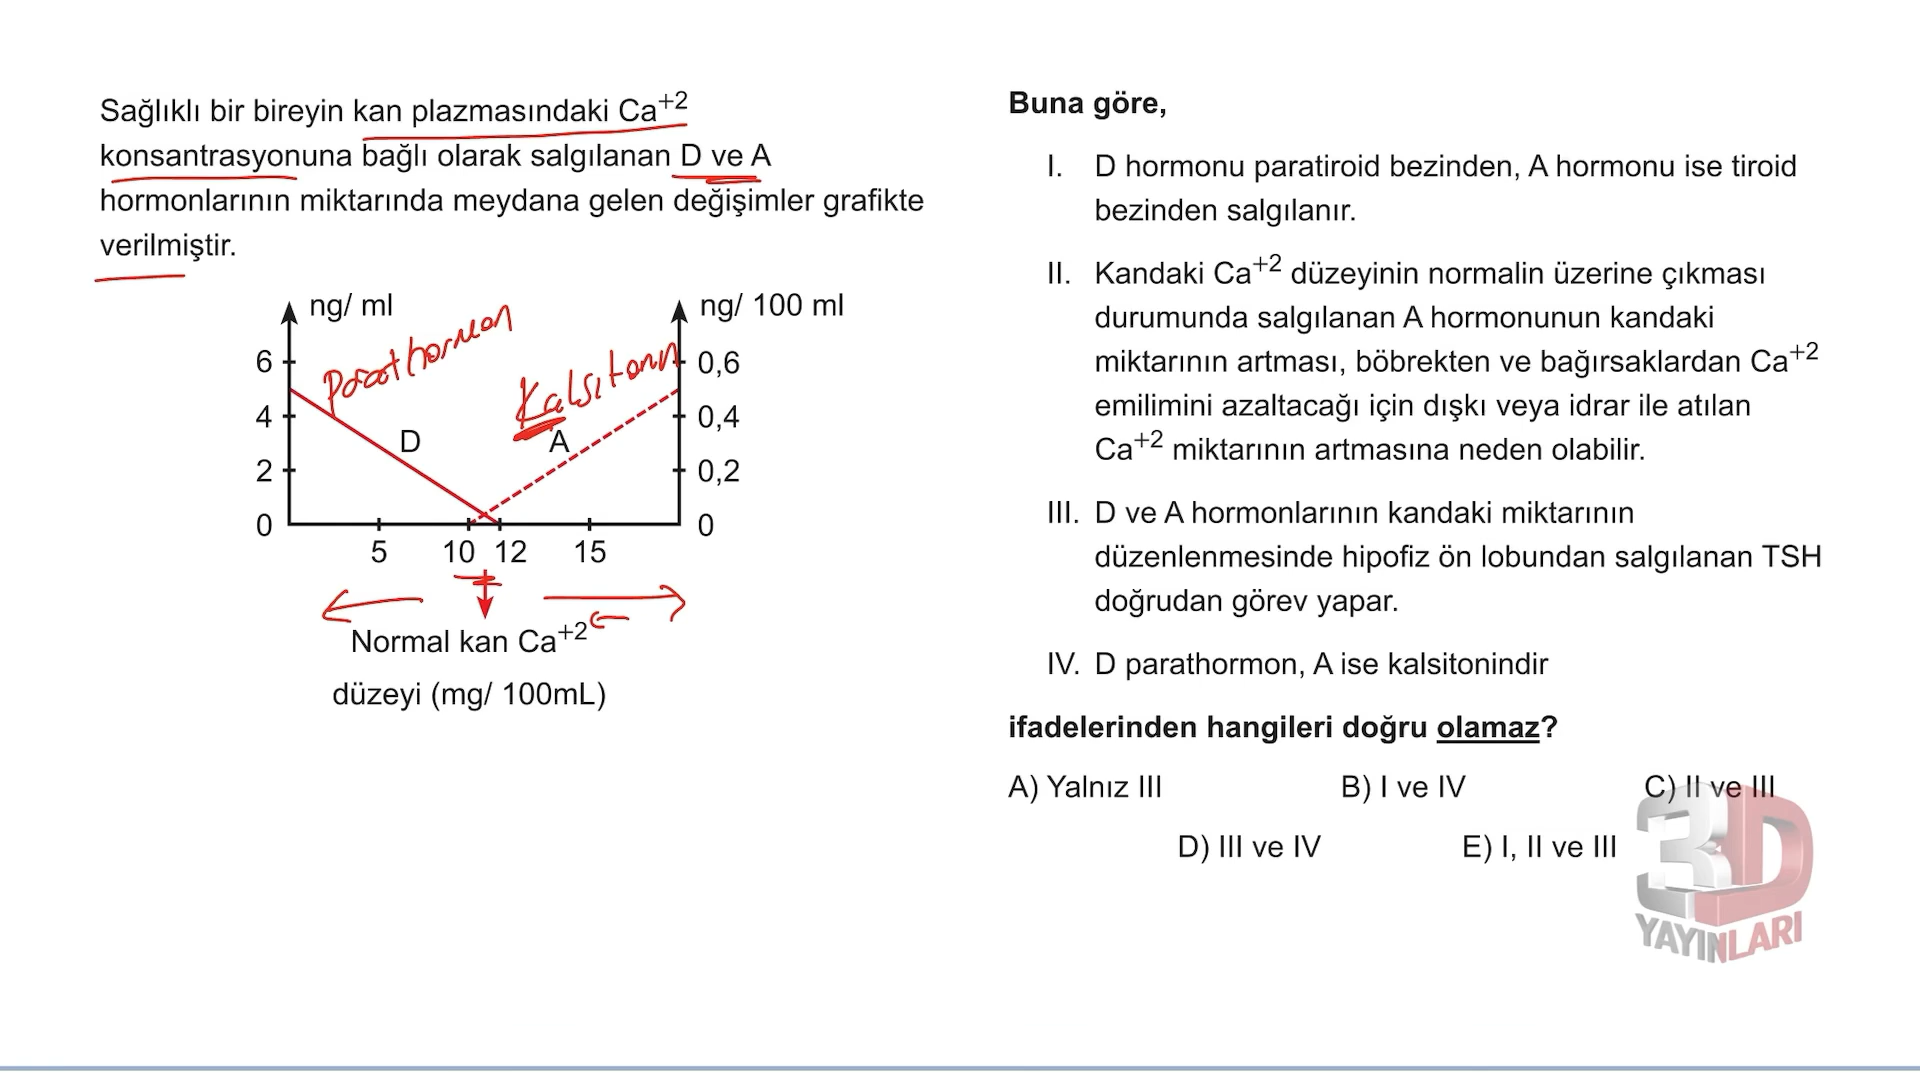 Sağlıklı bir bireyin kan plazmasındaki Ca+2
konsantrasyonuna bağlı olarak salgılanan D ve A
hormonlarının miktarında meydana gelen değişimler grafikte
verilmiştir.
ng/ ml
ng/ 100 ml
Parathormon
Kalsitonin
6
0,6
4
0,4
D
A
2
0,2
0
0
5
10
12
15
Normal kan Ca+2
düzeyi (mg/ 100mL)
Buna göre,
I. D hormonu paratiroid bezinden, A hormonu ise tiroid
bezinden salgılanır.
II. Kandaki Ca+2 düzeyinin normalin üzerine çıkması
durumunda salgılanan A hormonunun kandaki
miktarının artması, böbrekten ve bağırsaklardan Ca+2
emilimini azaltacağı için dışkı veya idrar ile atılan
Ca+2 miktarının artmasına neden olabilir.
III. D ve A hormonlarının kandaki miktarının
düzenlenmesinde hipofiz ön lobundan salgılanan TSH
doğrudan görev yapar.
IV. D parathormon, A ise kalsitonindir
ifadelerinden hangileri doğru olamaz?
A) Yalnız III
B) I ve IV
C) II ve III
D) III ve IV
E) I, II ve III
3D
YAYINLARI